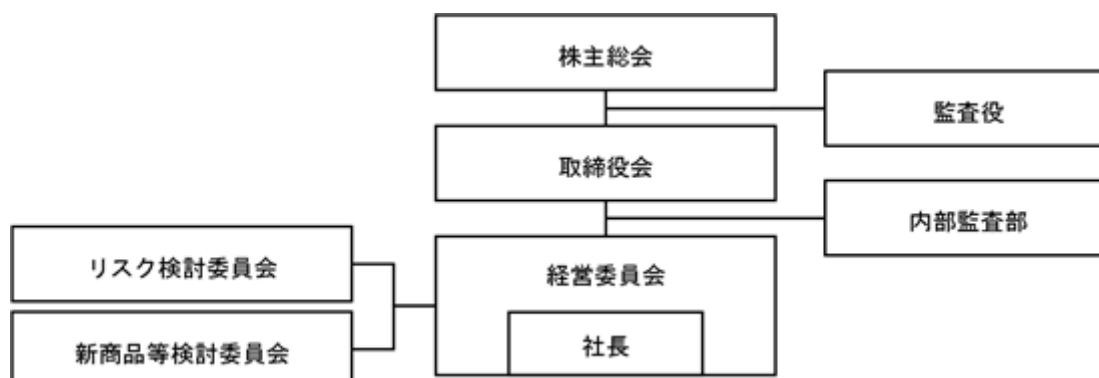 株主総会
監査役
取締役会
内部監査部
リスク検討委員会
経営委員会
新商品等検討委員会
社長